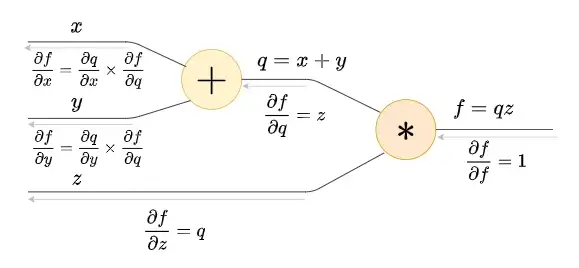 x
∂f/∂x = ∂q/∂x × ∂f/∂q
+
q = x + y
y
∂f/∂q = z
∂f/∂y = ∂q/∂y × ∂f/∂q
*
f = qz
∂f/∂f = 1
z
∂f/∂z = q